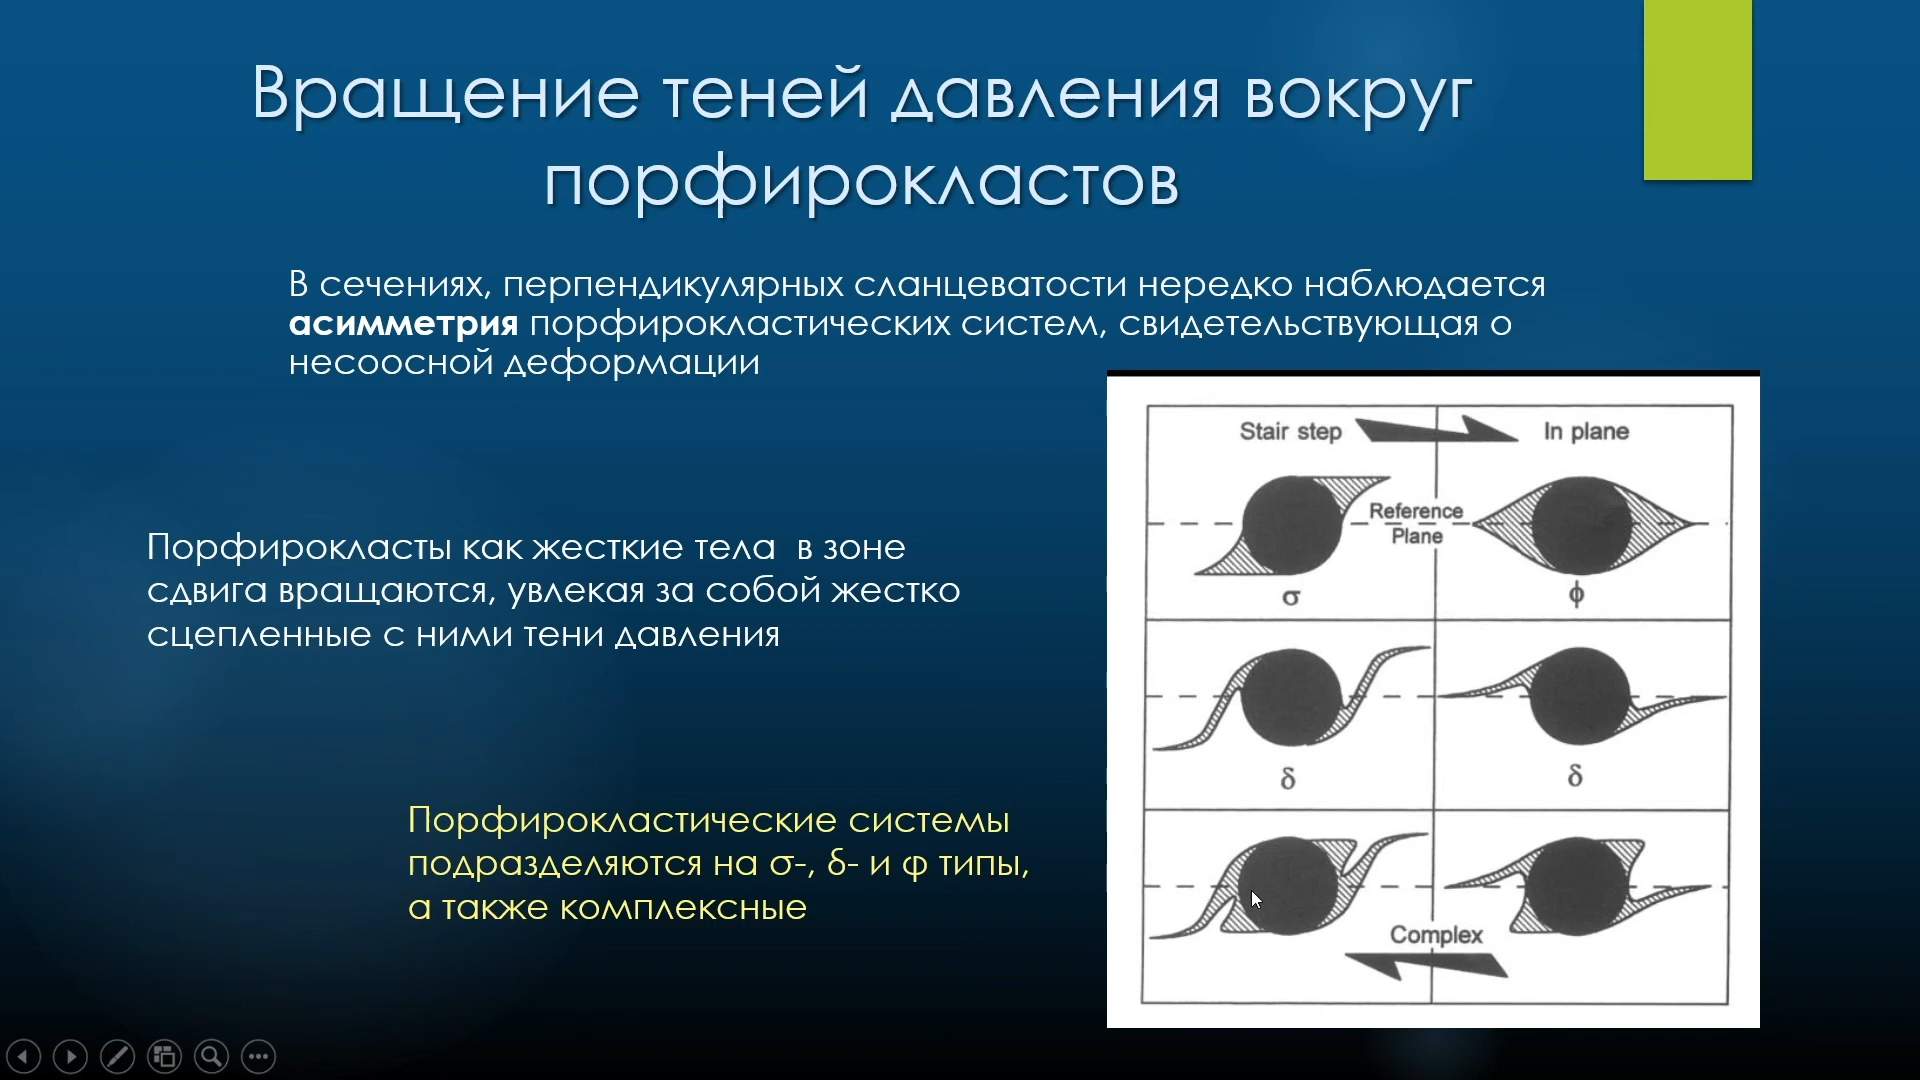 Вращение теней давления вокруг
порфирокластов
В сечениях, перпендикулярных сланцеватости нередко наблюдается
асимметрия порфирокластических систем, свидетельствующая о
несоосной деформации
Порфирокласты как жесткие тела  в зоне
сдвига вращаются, увлекая за собой жестко
сцепленные с ними тени давления
Порфирокластические системы
подразделяются на σ-, δ- и φ типы,
а также комплексные
Stair step
In plane
Reference
Plane
σ
ϕ
δ
δ
Complex